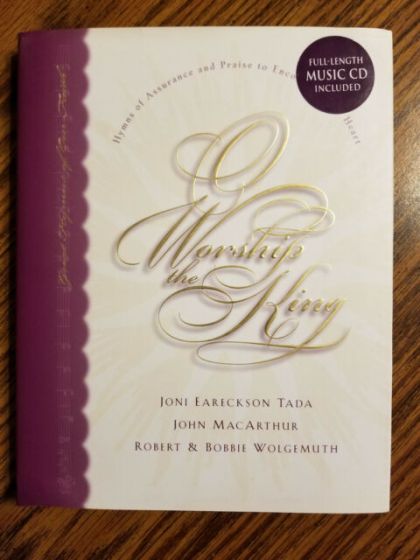 FULL-LENGTH
MUSIC CD
INCLUDED
Hymns of Assurance and Praise to Heart
O
Worship
the
King
JONI EARECKSON TADA
JOHN MACARTHUR
ROBERT & BOBBIE WOLGEMUTH